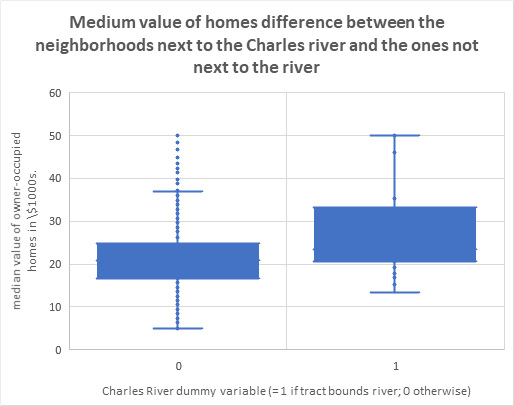 Medium value of homes difference between the
neighborhoods next to the Charles river and the ones not
next to the river
median value of owner-occupied
homes in \$1000s.
60
50
40
30
20
10
0
0 1
Charles River dummy variable (= 1 if tract bounds river; 0 otherwise)